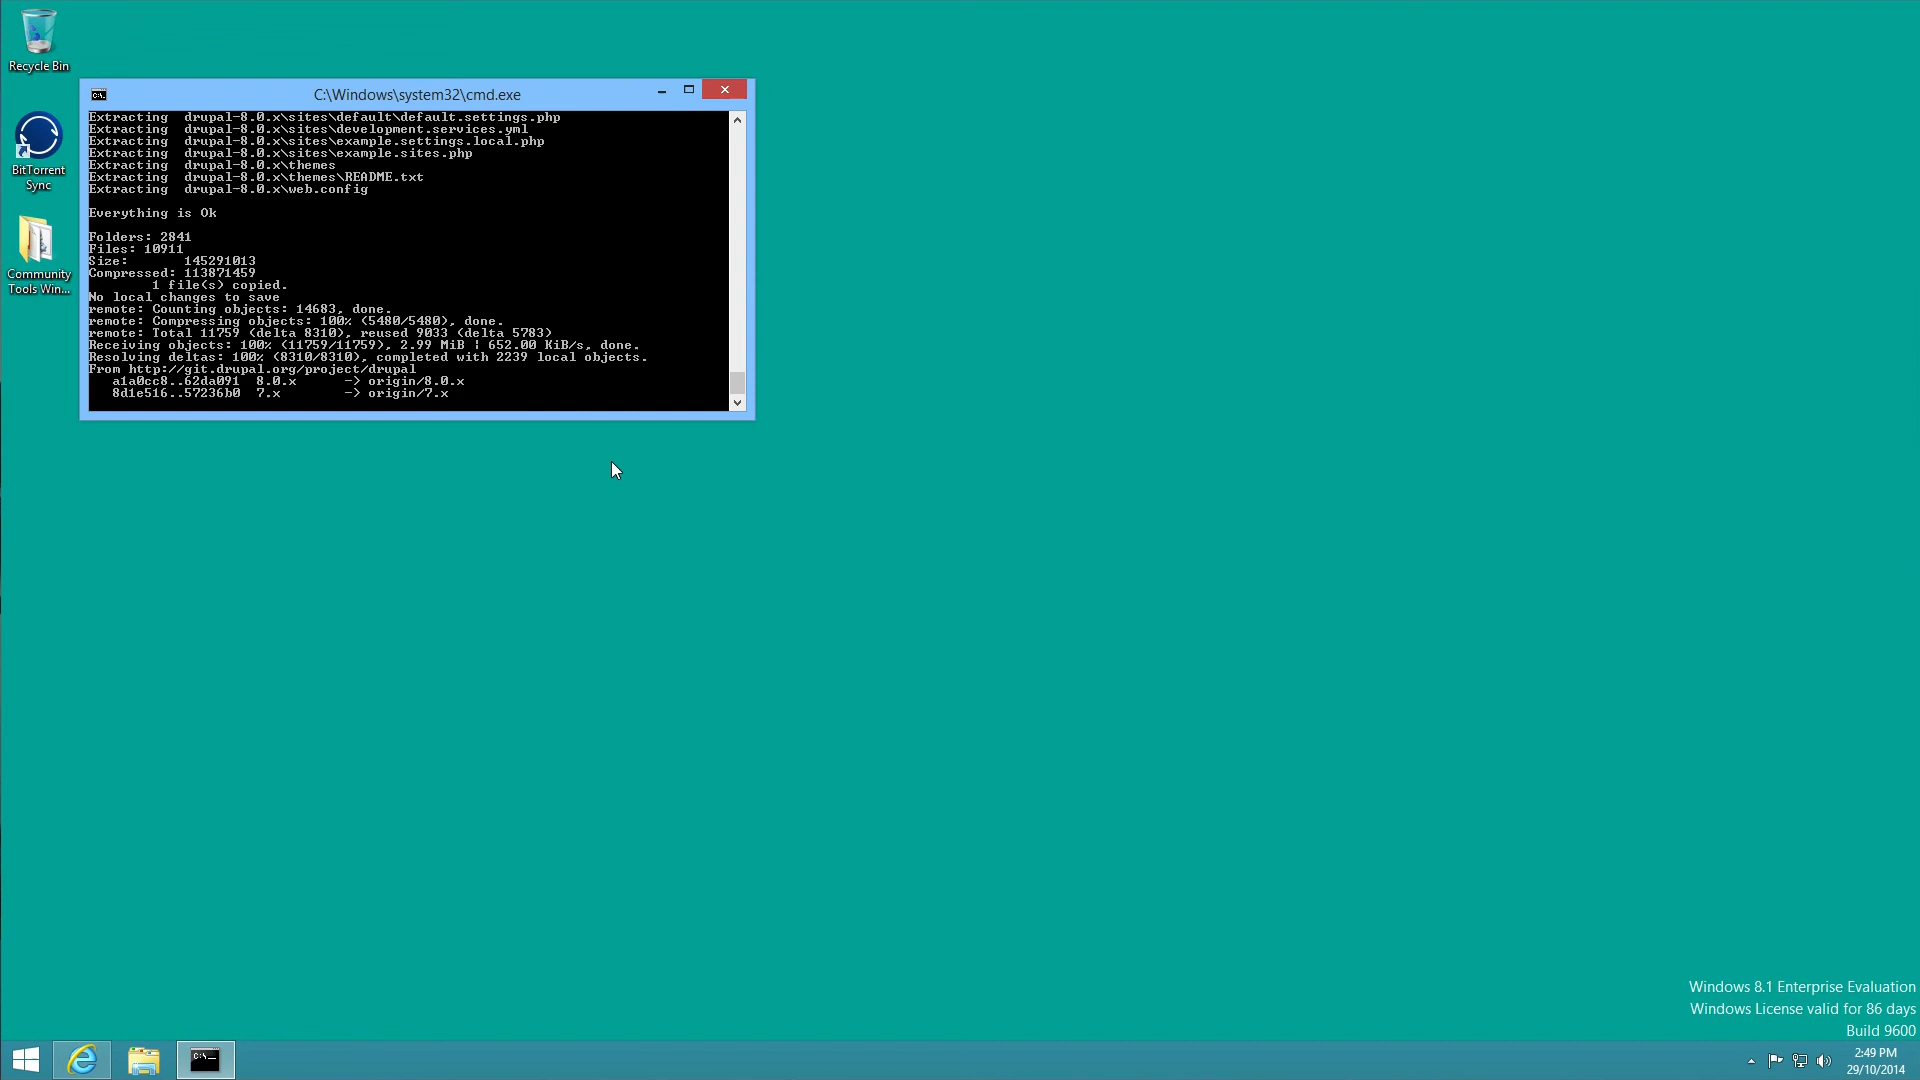 Recycle Bin
BitTorrent
Sync
Community
Tools Win...
C:\Windows\system32\cmd.exe
Extracting  drupal-8.0.x\sites\default\default.settings.php
Extracting  drupal-8.0.x\sites\development.services.yml
Extracting  drupal-8.0.x\sites\example.settings.local.php
Extracting  drupal-8.0.x\sites\example.sites.php
Extracting  drupal-8.0.x\themes
Extracting  drupal-8.0.x\themes\README.txt
Extracting  drupal-8.0.x\web.config
Everything is Ok
Folders: 2841
Files: 10911
Size:       145291013
Compressed: 113871459
1 file(s) copied.
No local changes to save
remote: Counting objects: 14683, done.
remote: Compressing objects: 100% (5480/5480), done.
remote: Total 11759 (delta 8310), reused 9033 (delta 5783)
Receiving objects: 100% (11759/11759), 2.99 MiB ¦ 652.00 KiB/s, done.
Resolving deltas: 100% (8310/8310), completed with 2239 local objects.
From http://git.drupal.org/project/drupal
a1a0cc8..62da091  8.0.x      -> origin/8.0.x
8d1e516..57236b0  7.x        -> origin/7.x
Windows 8.1 Enterprise Evaluation
Windows License valid for 86 days
Build 9600
2:49 PM
29/10/2014